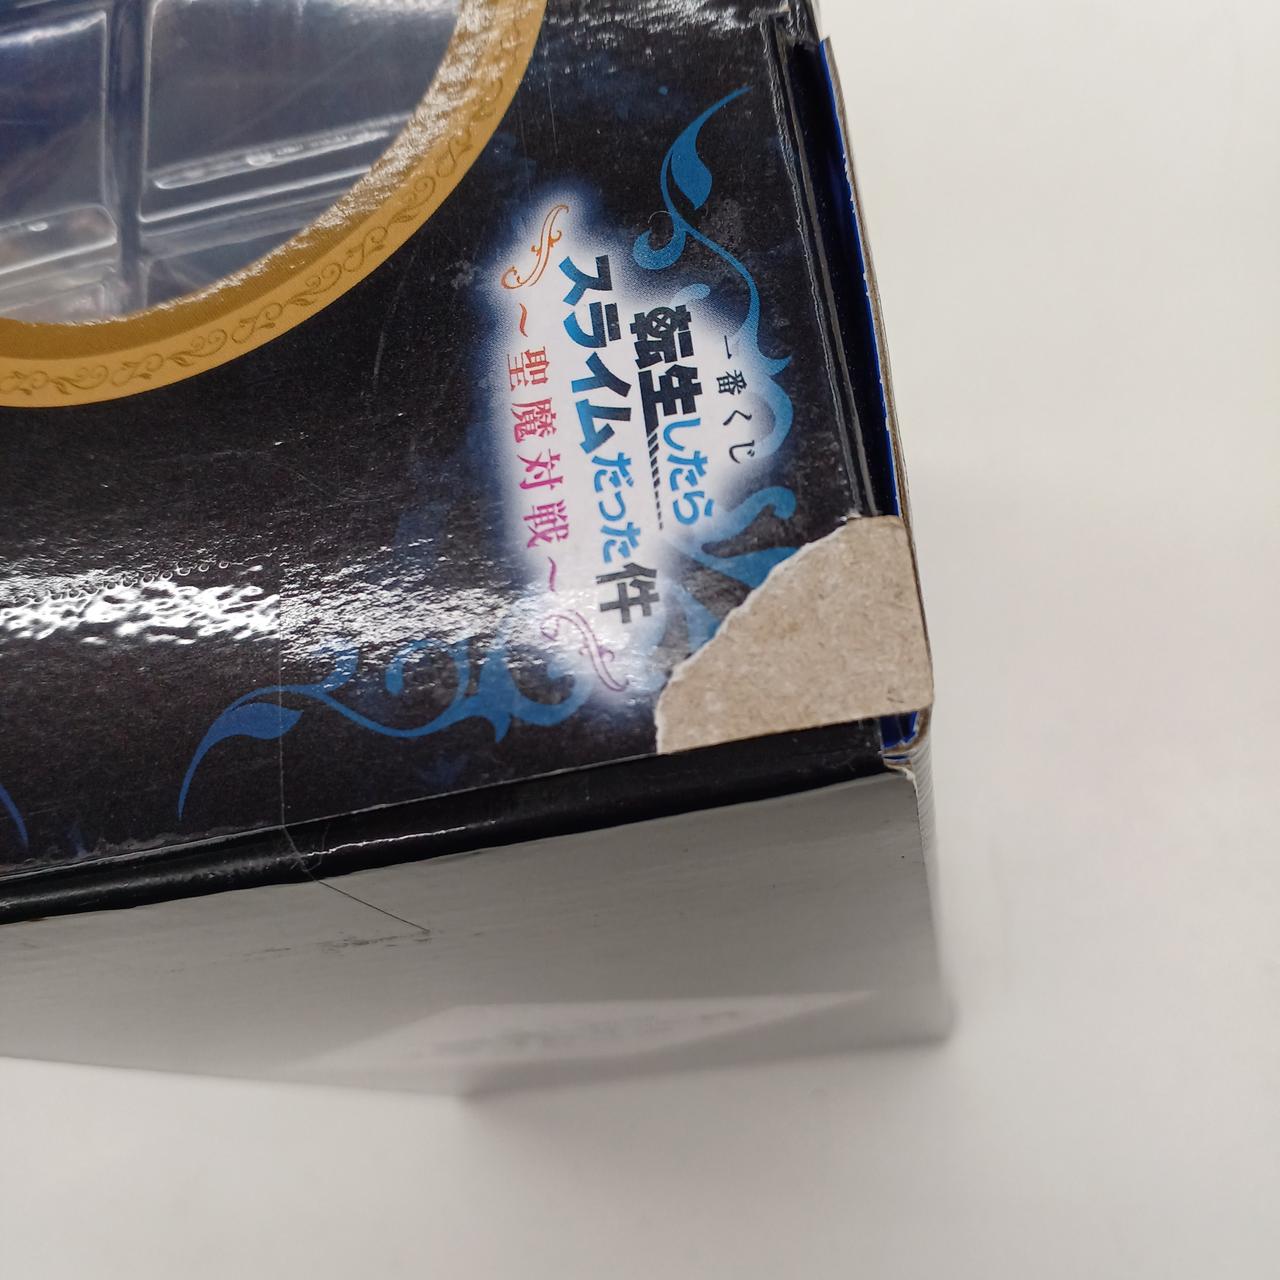 一番くじ
転生したら
スライムだった件
～聖魔対戦～